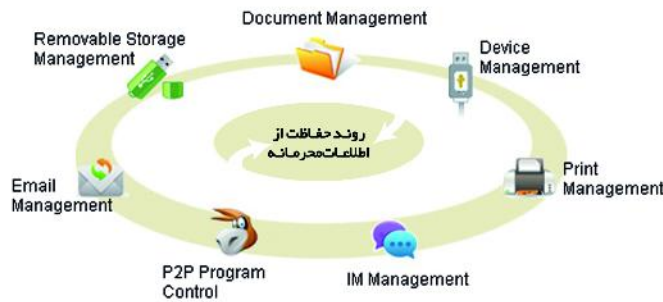 Document Management
Removable Storage
Management
Device
Management
روند حفاظت از
اطلاعات محرمانه
Print
Management
Email
Management
IM Management
P2P Program
Control